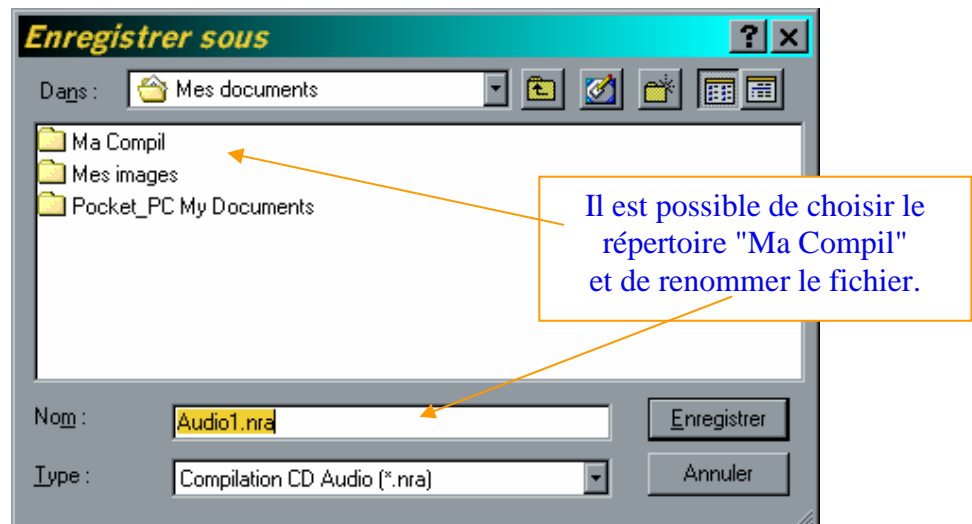 Enregistrer sous
Dans : Mes documents
Ma Compil
Mes images
Pocket_PC My Documents
Il est possible de choisir le
répertoire "Ma Compil"
et de renommer le fichier.
Nom : Audio1.nra Enregistrer
Type : Compilation CD Audio (*.nra) Annuler